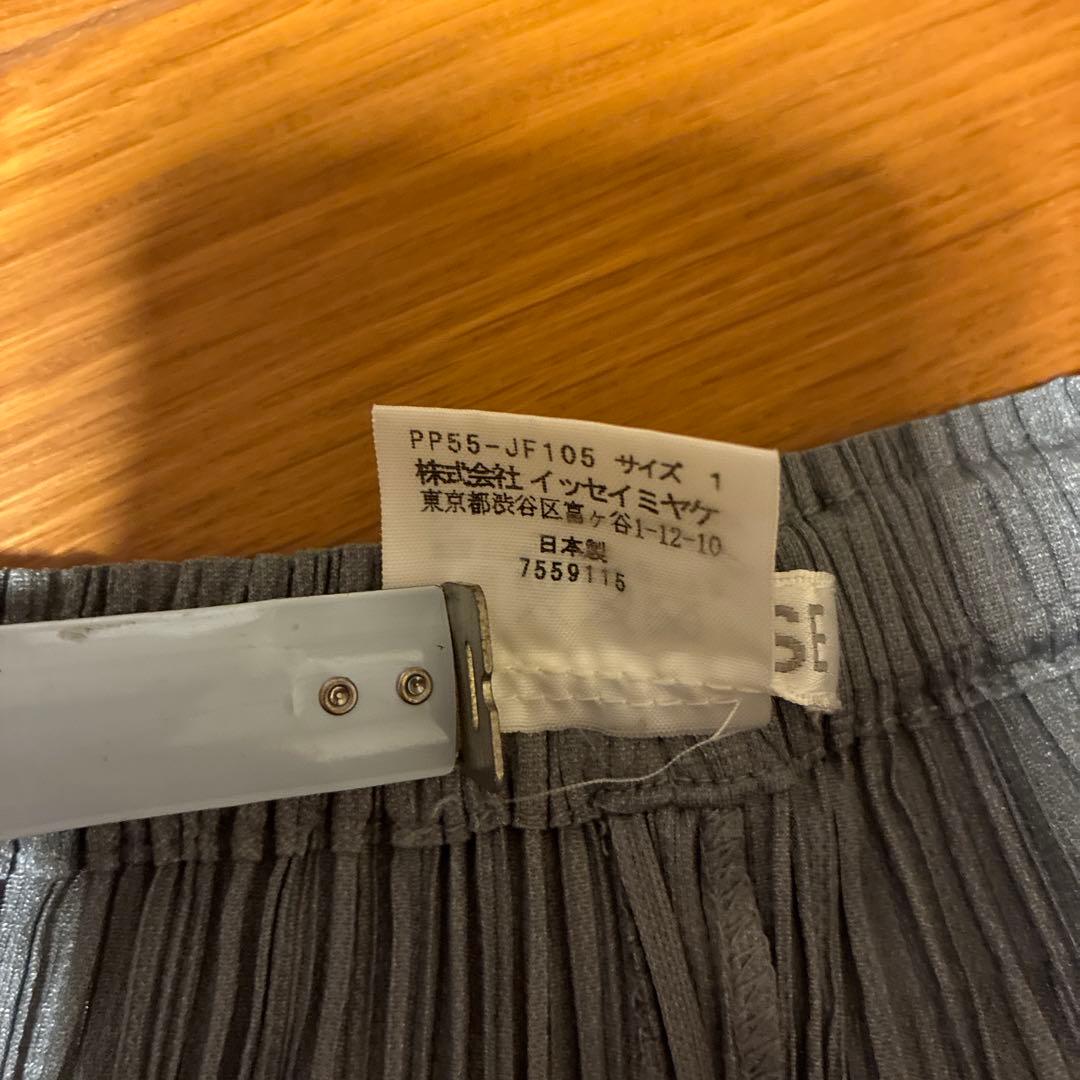 PP55-JF105 サイズ 1
株式会社 イッセイミヤケ
東京都渋谷区富ヶ谷1-12-10
日本製
7559115
SE